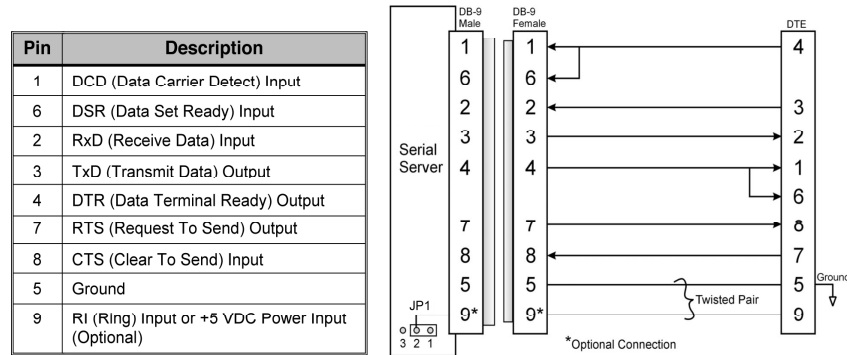 Pin Description
1 DCD (Data Carrier Detect) Input
6 DSR (Data Set Ready) Input
2 RxD (Receive Data) Input
3 TxD (Transmit Data) Output
4 DTR (Data Terminal Ready) Output
7 RTS (Request To Send) Output
8 CTS (Clear To Send) Input
5 Ground
9 RI (Ring) Input or +5 VDC Power Input
(Optional)
DB-9
Male
DB-9
Female
DTE
Serial
Server
1 1 4
6 6
2 2 3
3 3 2
4 4 1
6
7 7 8
8 8 7
5 5 5 Ground
Twisted Pair
JP1
9* 9* 9
3 2 1
*Optional Connection